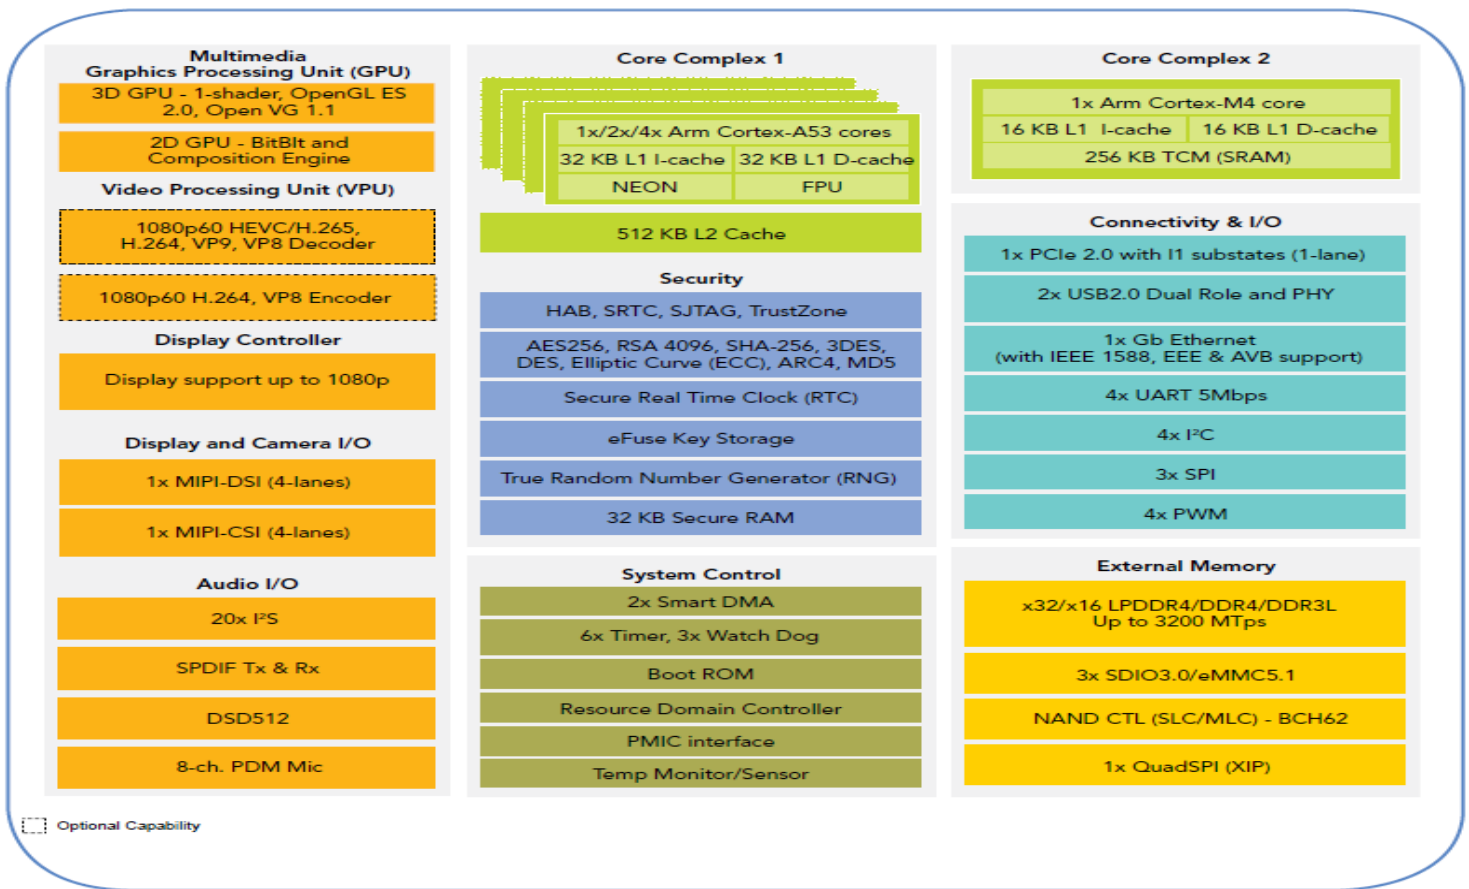 Multimedia
Graphics Processing Unit (GPU)
3D GPU - 1-shader, OpenGL ES
2.0, Open VG 1.1
2D GPU - BitBlt and
Composition Engine
Video Processing Unit (VPU)
1080p60 HEVC/H.265,
H.264, VP9, VP8 Decoder
1080p60 H.264, VP8 Encoder
Display Controller
Display support up to 1080p
Display and Camera I/O
1x MIPI-DSI (4-lanes)
1x MIPI-CSI (4-lanes)
Audio I/O
20x I²S
SPDIF Tx & Rx
DSD512
8-ch. PDM Mic
Core Complex 1
1x/2x/4x Arm Cortex-A53 cores
32 KB L1 I-cache
32 KB L1 D-cache
NEON
FPU
512 KB L2 Cache
Security
HAB, SRTC, SJTAG, TrustZone
AES256, RSA 4096, SHA-256, 3DES,
DES, Elliptic Curve (ECC), ARC4, MD5
Secure Real Time Clock (RTC)
eFuse Key Storage
True Random Number Generator (RNG)
32 KB Secure RAM
System Control
2x Smart DMA
6x Timer, 3x Watch Dog
Boot ROM
Resource Domain Controller
PMIC interface
Temp Monitor/Sensor
Core Complex 2
1x Arm Cortex-M4 core
16 KB L1 I-cache
16 KB L1 D-cache
256 KB TCM (SRAM)
Connectivity & I/O
1x PCIe 2.0 with l1 substates (1-lane)
2x USB2.0 Dual Role and PHY
1x Gb Ethernet
(with IEEE 1588, EEE & AVB support)
4x UART 5Mbps
4x I²C
3x SPI
4x PWM
External Memory
x32/x16 LPDDR4/DDR4/DDR3L
Up to 3200 MTps
3x SDIO3.0/eMMC5.1
NAND CTL (SLC/MLC) - BCH62
1x QuadSPI (XIP)
Optional Capability